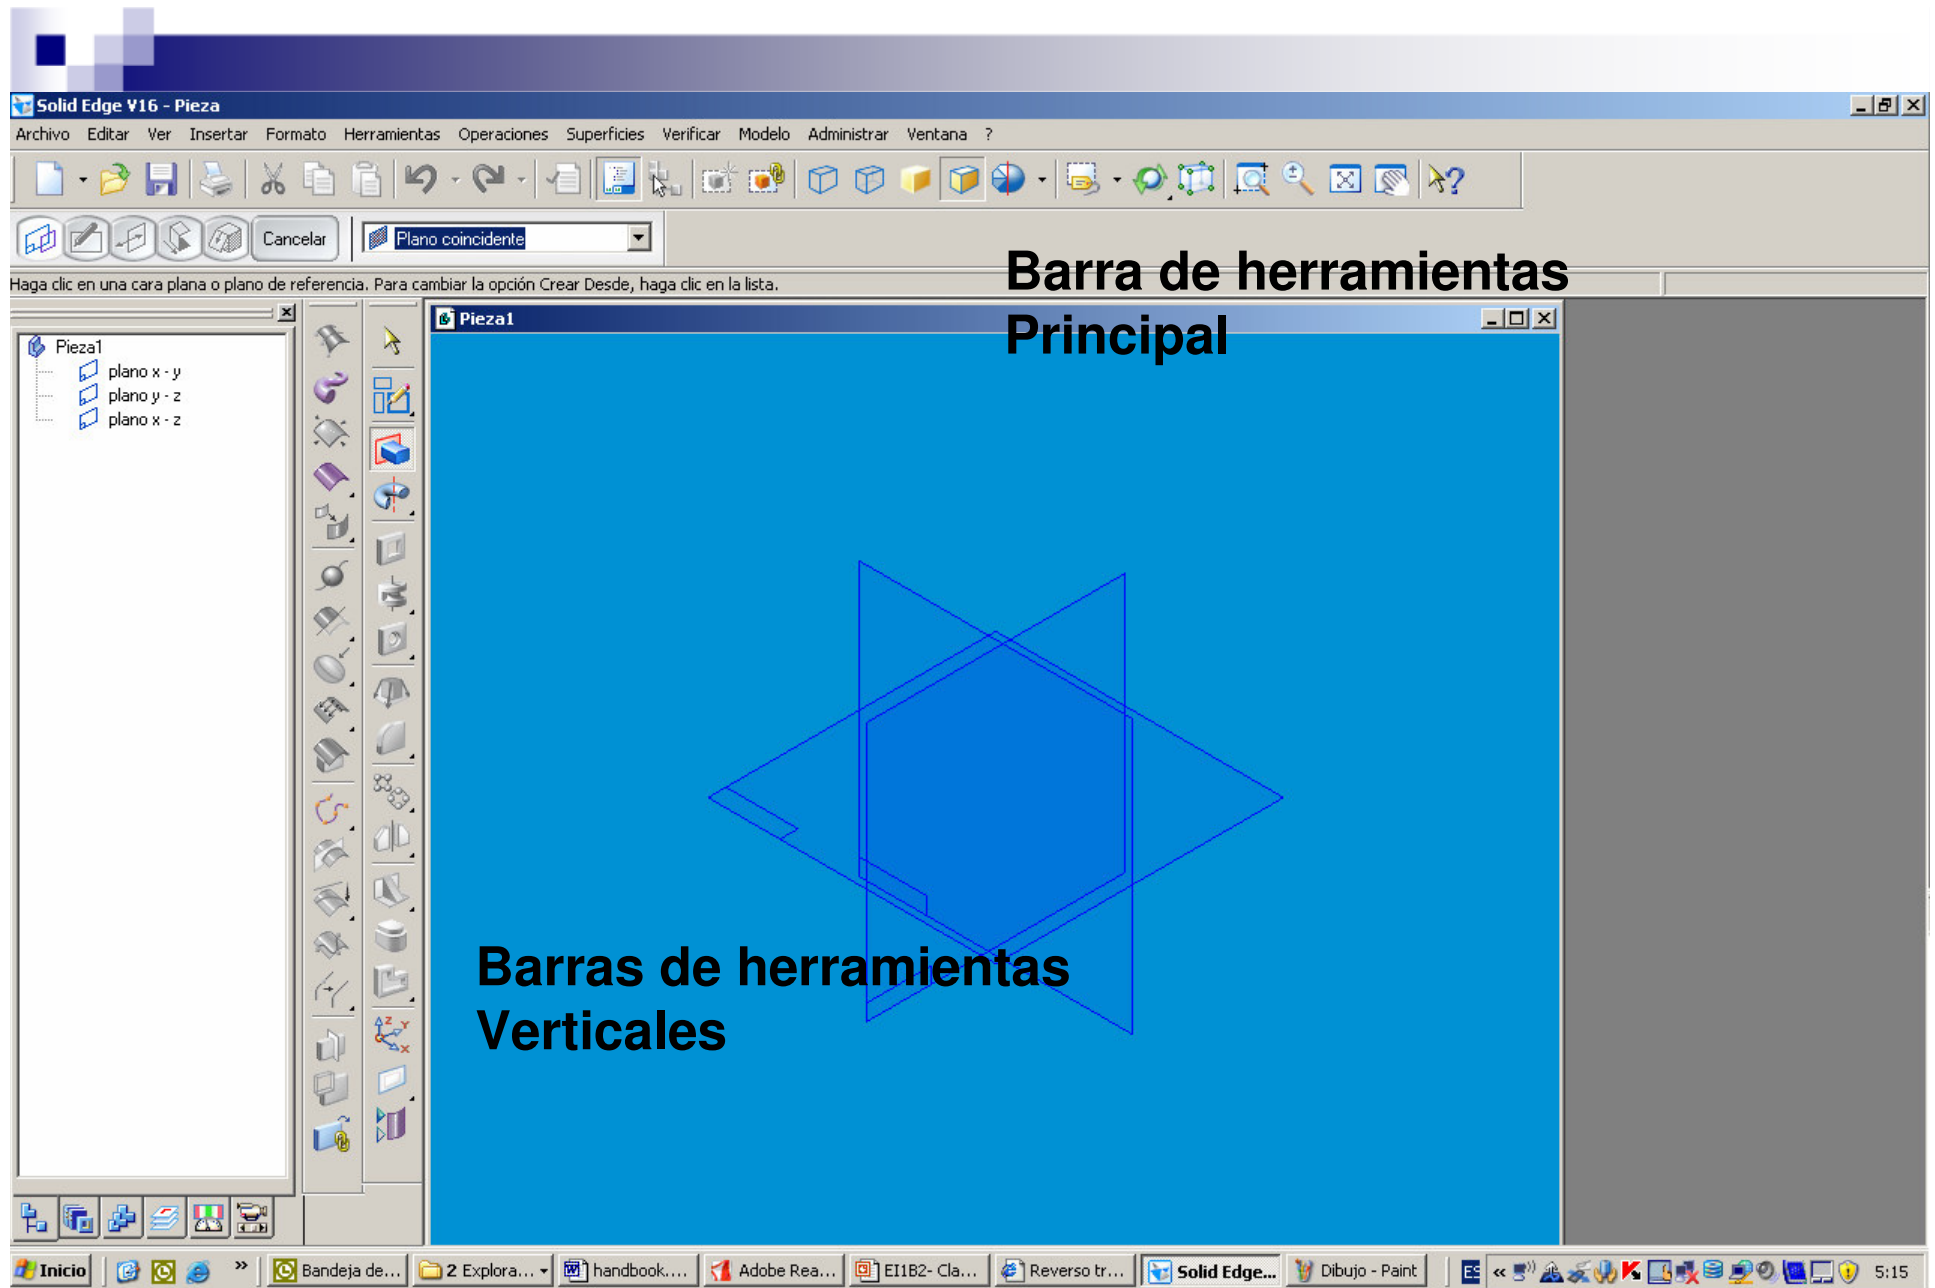 Solid Edge V16 - Pieza
Archivo Editar Ver Insertar Formato Herramientas Operaciones Superficies Verificar Modelo Administrar Ventana ?
Cancelar Plano coincidente
Haga clic en una cara plana o plano de referencia. Para cambiar la opción Crear Desde, haga clic en la lista.
Barra de herramientas
Principal
Pieza1
Pieza1
plano x - y
plano y - z
plano x - z
Barras de herramientas
Verticales
Inicio » Bandeja de... 2 Explora... handbook.... Adobe Rea... EI1B2- Cla... Reverso tr... Solid Edge... Dibujo - Paint ES « 5:15